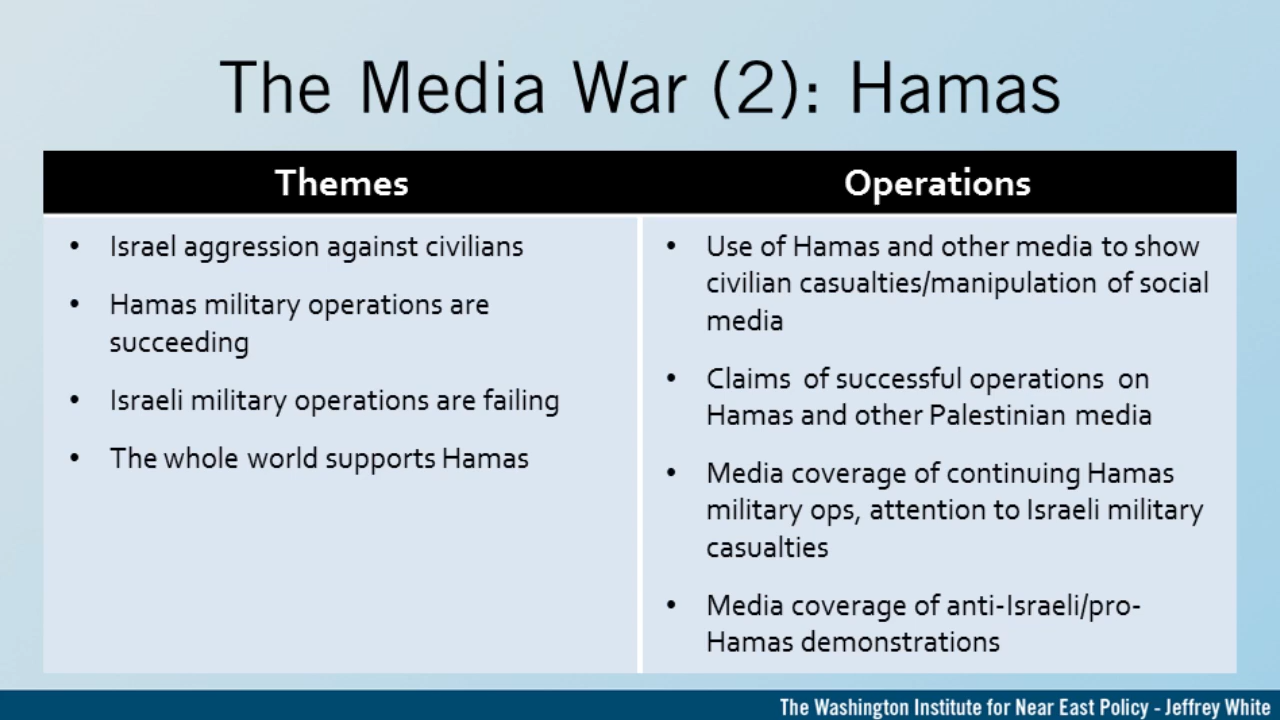 The Media War (2): Hamas
Themes
Israel aggression against civilians
Hamas military operations are
succeeding
Israeli military operations are failing
The whole world supports Hamas
Operations
Use of Hamas and other media to show
civilian casualties/manipulation of social
media
Claims of successful operations on
Hamas and other Palestinian media
Media coverage of continuing Hamas
military ops, attention to Israeli military
casualties
Media coverage of anti-Israeli/pro-
Hamas demonstrations
The Washington Institute for Near East Policy - Jeffrey White